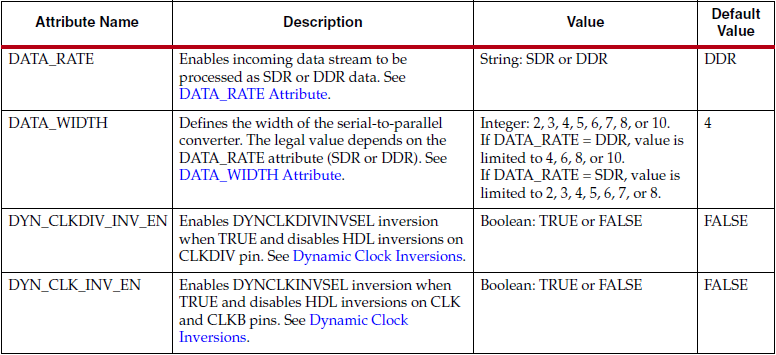 Attribute Name Description Value Default Value
DATA_RATE Enables incoming data stream to be String: SDR or DDR DDR
processed as SDR or DDR data. See
DATA_RATE Attribute.
DATA_WIDTH Defines the width of the serial-to-parallel Integer: 2, 3, 4, 5, 6, 7, 8, or 10. 4
converter. The legal value depends on the If DATA_RATE = DDR, value is
DATA_RATE attribute (SDR or DDR). See limited to 4, 6, 8, or 10.
DATA_WIDTH Attribute. If DATA_RATE = SDR, value is
limited to 2, 3, 4, 5, 6, 7, or 8.
DYN_CLKDIV_INV_EN Enables DYNCLKDIVINVSEL inversion Boolean: TRUE or FALSE FALSE
when TRUE and disables HDL inversions on
CLKDIV pin. See Dynamic Clock Inversions.
DYN_CLK_INV_EN Enables DYNCLKINVSEL inversion when Boolean: TRUE or FALSE FALSE
TRUE and disables HDL inversions on CLK
and CLKB pins. See Dynamic Clock
Inversions.